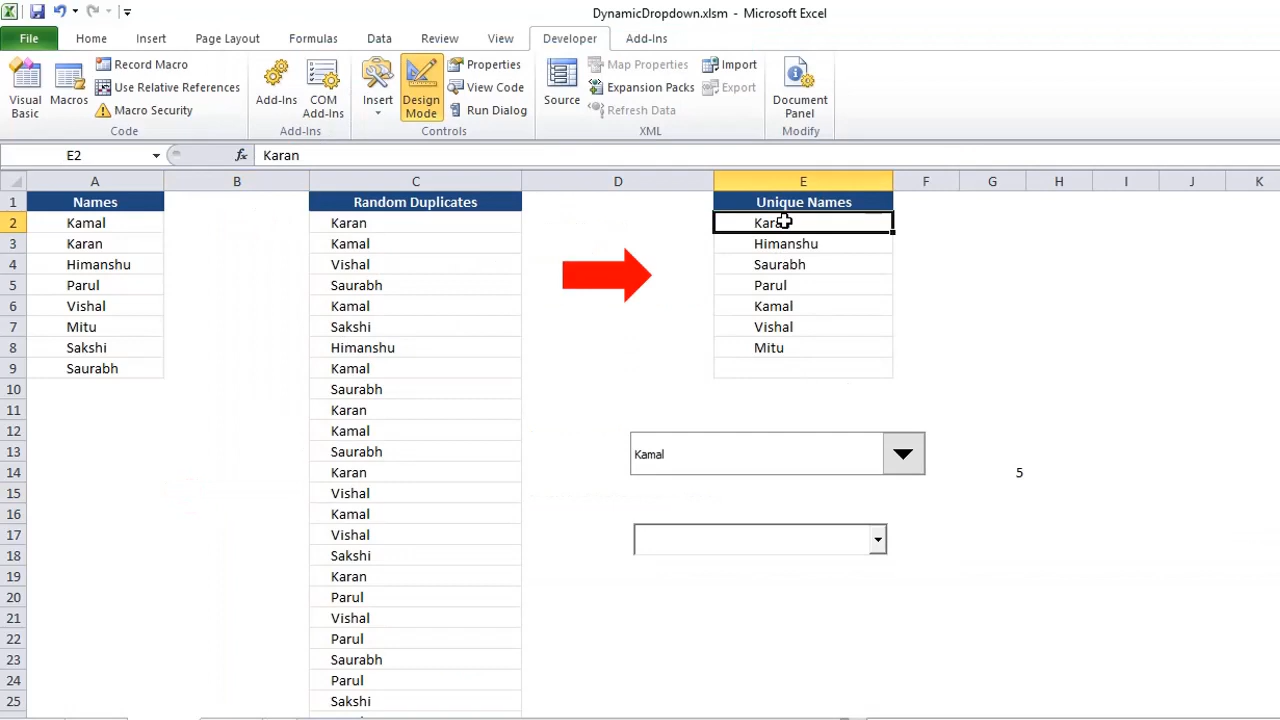 DynamicDropdown.xlsm - Microsoft Excel
File Home Insert Page Layout Formulas Data Review View Developer Add-Ins
Visual Basic
Macros
Record Macro
Use Relative References
Macro Security
Code
Add-Ins
COM Add-Ins
Add-Ins
Insert
Design Mode
Properties
View Code
Run Dialog
Controls
Source
Map Properties
Expansion Packs
Refresh Data
Import
Export
XML
Document Panel
Modify
E2 fx Karan
A B C D E F G H I J K
1 Names Random Duplicates Unique Names
2 Kamal Karan
3 Karan Kamal Himanshu
4 Himanshu Vishal Saurabh
5 Parul Saurabh Parul
6 Vishal Kamal Kamal
7 Mitu Sakshi Vishal
8 Sakshi Himanshu Mitu
9 Saurabh Kamal
10 Saurabh
11 Karan
12 Kamal
13 Saurabh Kamal
14 Karan 5
15 Vishal
16 Kamal
17 Vishal
18 Sakshi
19 Karan
20 Parul
21 Vishal
22 Parul
23 Saurabh
24 Parul
25 Sakshi